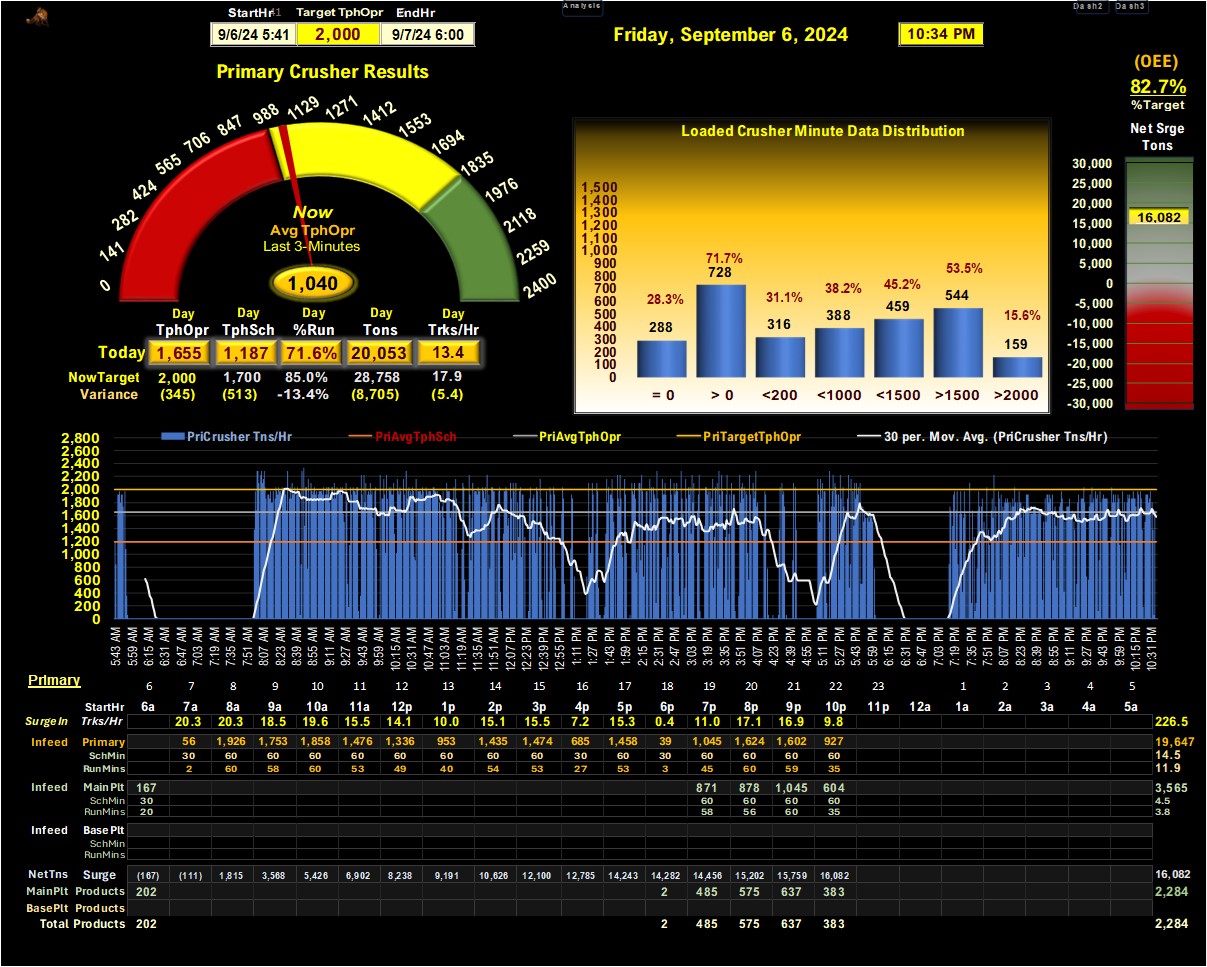 StartHr41 Target TphOpr EndHr
9/6/24 5:41 2,000 9/7/24 6:00
Analysis
Dash2 Dash3
Friday, September 6, 2024
10:34 PM
(OEE)
82.7%
%Target
Net Srge
Tons
30,000
25,000
20,000
15,000
10,000
5,000
0
-5,000
-10,000
-15,000
-20,000
-25,000
-30,000
16,082
Primary Crusher Results
0 141 282 424 565 706 847 988 1129 1271 1412 1553 1694 1835 1976 2118 2259 2400
Now
Avg TphOpr
Last 3-Minutes
1,040
Day Day Day Day Day
TphOpr TphSch %Run Tons Trks/Hr
Today 1,655 1,187 71.6% 20,053 13.4
NowTarget 2,000 1,700 85.0% 28,758 17.9
Variance (345) (513) -13.4% (8,705) (5.4)
Loaded Crusher Minute Data Distribution
1,500
1,400
1,300
1,200
1,100
1,000
900
800
700
600
500
400
300
200
100
0
28.3% 71.7% 31.1% 38.2% 45.2% 53.5% 15.6%
288 728 316 388 459 544 159
= 0 > 0 <200 <1000 <1500 >1500 >2000
PriCrusher Tns/Hr PriAvgTphSch PriAvgTphOpr PriTargetTphOpr 30 per. Mov. Avg. (PriCrusher Tns/Hr)
2,800
2,600
2,400
2,200
2,000
1,800
1,600
1,400
1,200
1,000
800
600
400
200
0
5:43 AM 5:59 AM 6:15 AM 6:31 AM 6:47 AM 7:03 AM 7:19 AM 7:35 AM 7:51 AM 8:07 AM 8:23 AM 8:39 AM 8:55 AM 9:11 AM 9:27 AM 9:43 AM 9:59 AM 10:15 AM 10:31 AM 10:47 AM 11:03 AM 11:19 AM 11:35 AM 11:51 AM 12:07 PM 12:23 PM 12:39 PM 12:55 PM 1:11 PM 1:27 PM 1:43 PM 1:59 PM 2:15 PM 2:31 PM 2:47 PM 3:03 PM 3:19 PM 3:35 PM 3:51 PM 4:07 PM 4:23 PM 4:39 PM 4:55 PM 5:11 PM 5:27 PM 5:43 PM 5:59 PM 6:15 PM 6:31 PM 6:47 PM 7:03 PM 7:19 PM 7:35 PM 7:51 PM 8:07 PM 8:23 PM 8:39 PM 8:55 PM 9:11 PM 9:27 PM 9:43 PM 9:59 PM 10:15 PM 10:31 PM
Primary
6 7 8 9 10 11 12 13 14 15 16 17 18 19 20 21 22 23 1 2 3 4 5
StartHr 6a 7a 8a 9a 10a 11a 12p 1p 2p 3p 4p 5p 6p 7p 8p 9p 10p 11p 12a 1a 2a 3a 4a 5a
SurgeIn Trks/Hr 20.3 20.3 18.5 19.6 15.5 14.1 10.0 15.1 15.5 7.2 15.3 0.4 11.0 17.1 16.9 9.8 226.5
Infeed Primary 56 1,926 1,753 1,858 1,476 1,336 953 1,435 1,474 685 1,458 39 1,045 1,624 1,602 927 19,647
SchMin 30 60 60 60 60 60 60 60 60 60 60 30 60 60 60 60 14.5
RunMins 2 60 58 60 53 49 40 54 53 27 53 3 45 60 59 35 11.9
Infeed MainPlt 167 871 878 1,045 604 3,565
SchMin 30 60 60 60 60 4.5
RunMins 20 58 56 60 35 3.8
Infeed Base Plt
SchMin
RunMins
NetTns Surge (167) (111) 1,815 3,568 5,426 6,902 8,238 9,191 10,626 12,100 12,785 14,243 14,282 14,456 15,202 15,759 16,082 16,082
MainPlt Products 202 2 485 575 637 383 2,284
BasePlt Products
Total Products 202 2 485 575 637 383 2,284